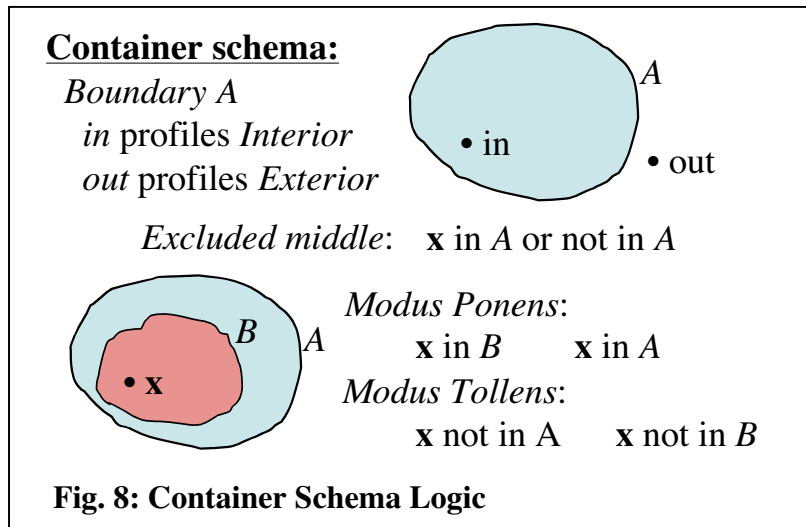 Container schema:
Boundary A
in profiles Interior
out profiles Exterior
A
• in
• out
Excluded middle: x in A or not in A
B
A
• x
Modus Ponens:
x in B x in A
Modus Tollens:
x not in A x not in B
Fig. 8: Container Schema Logic